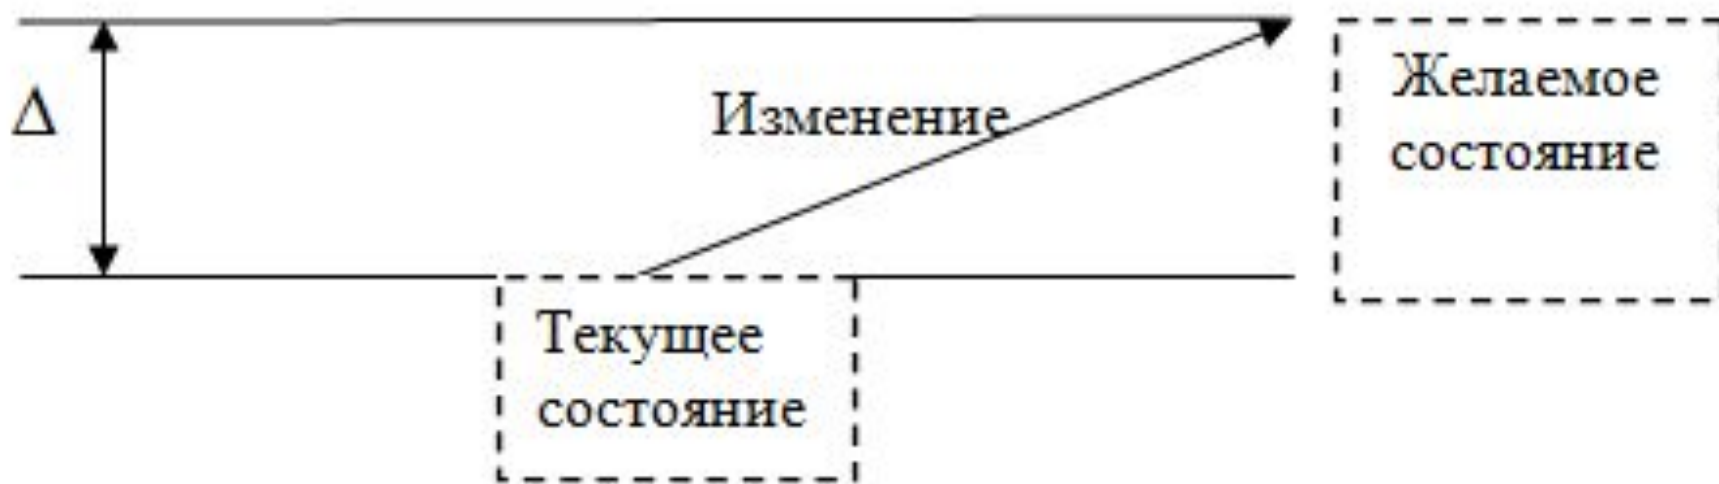 Δ
Изменение
Желаемое
состояние
Текущее
состояние